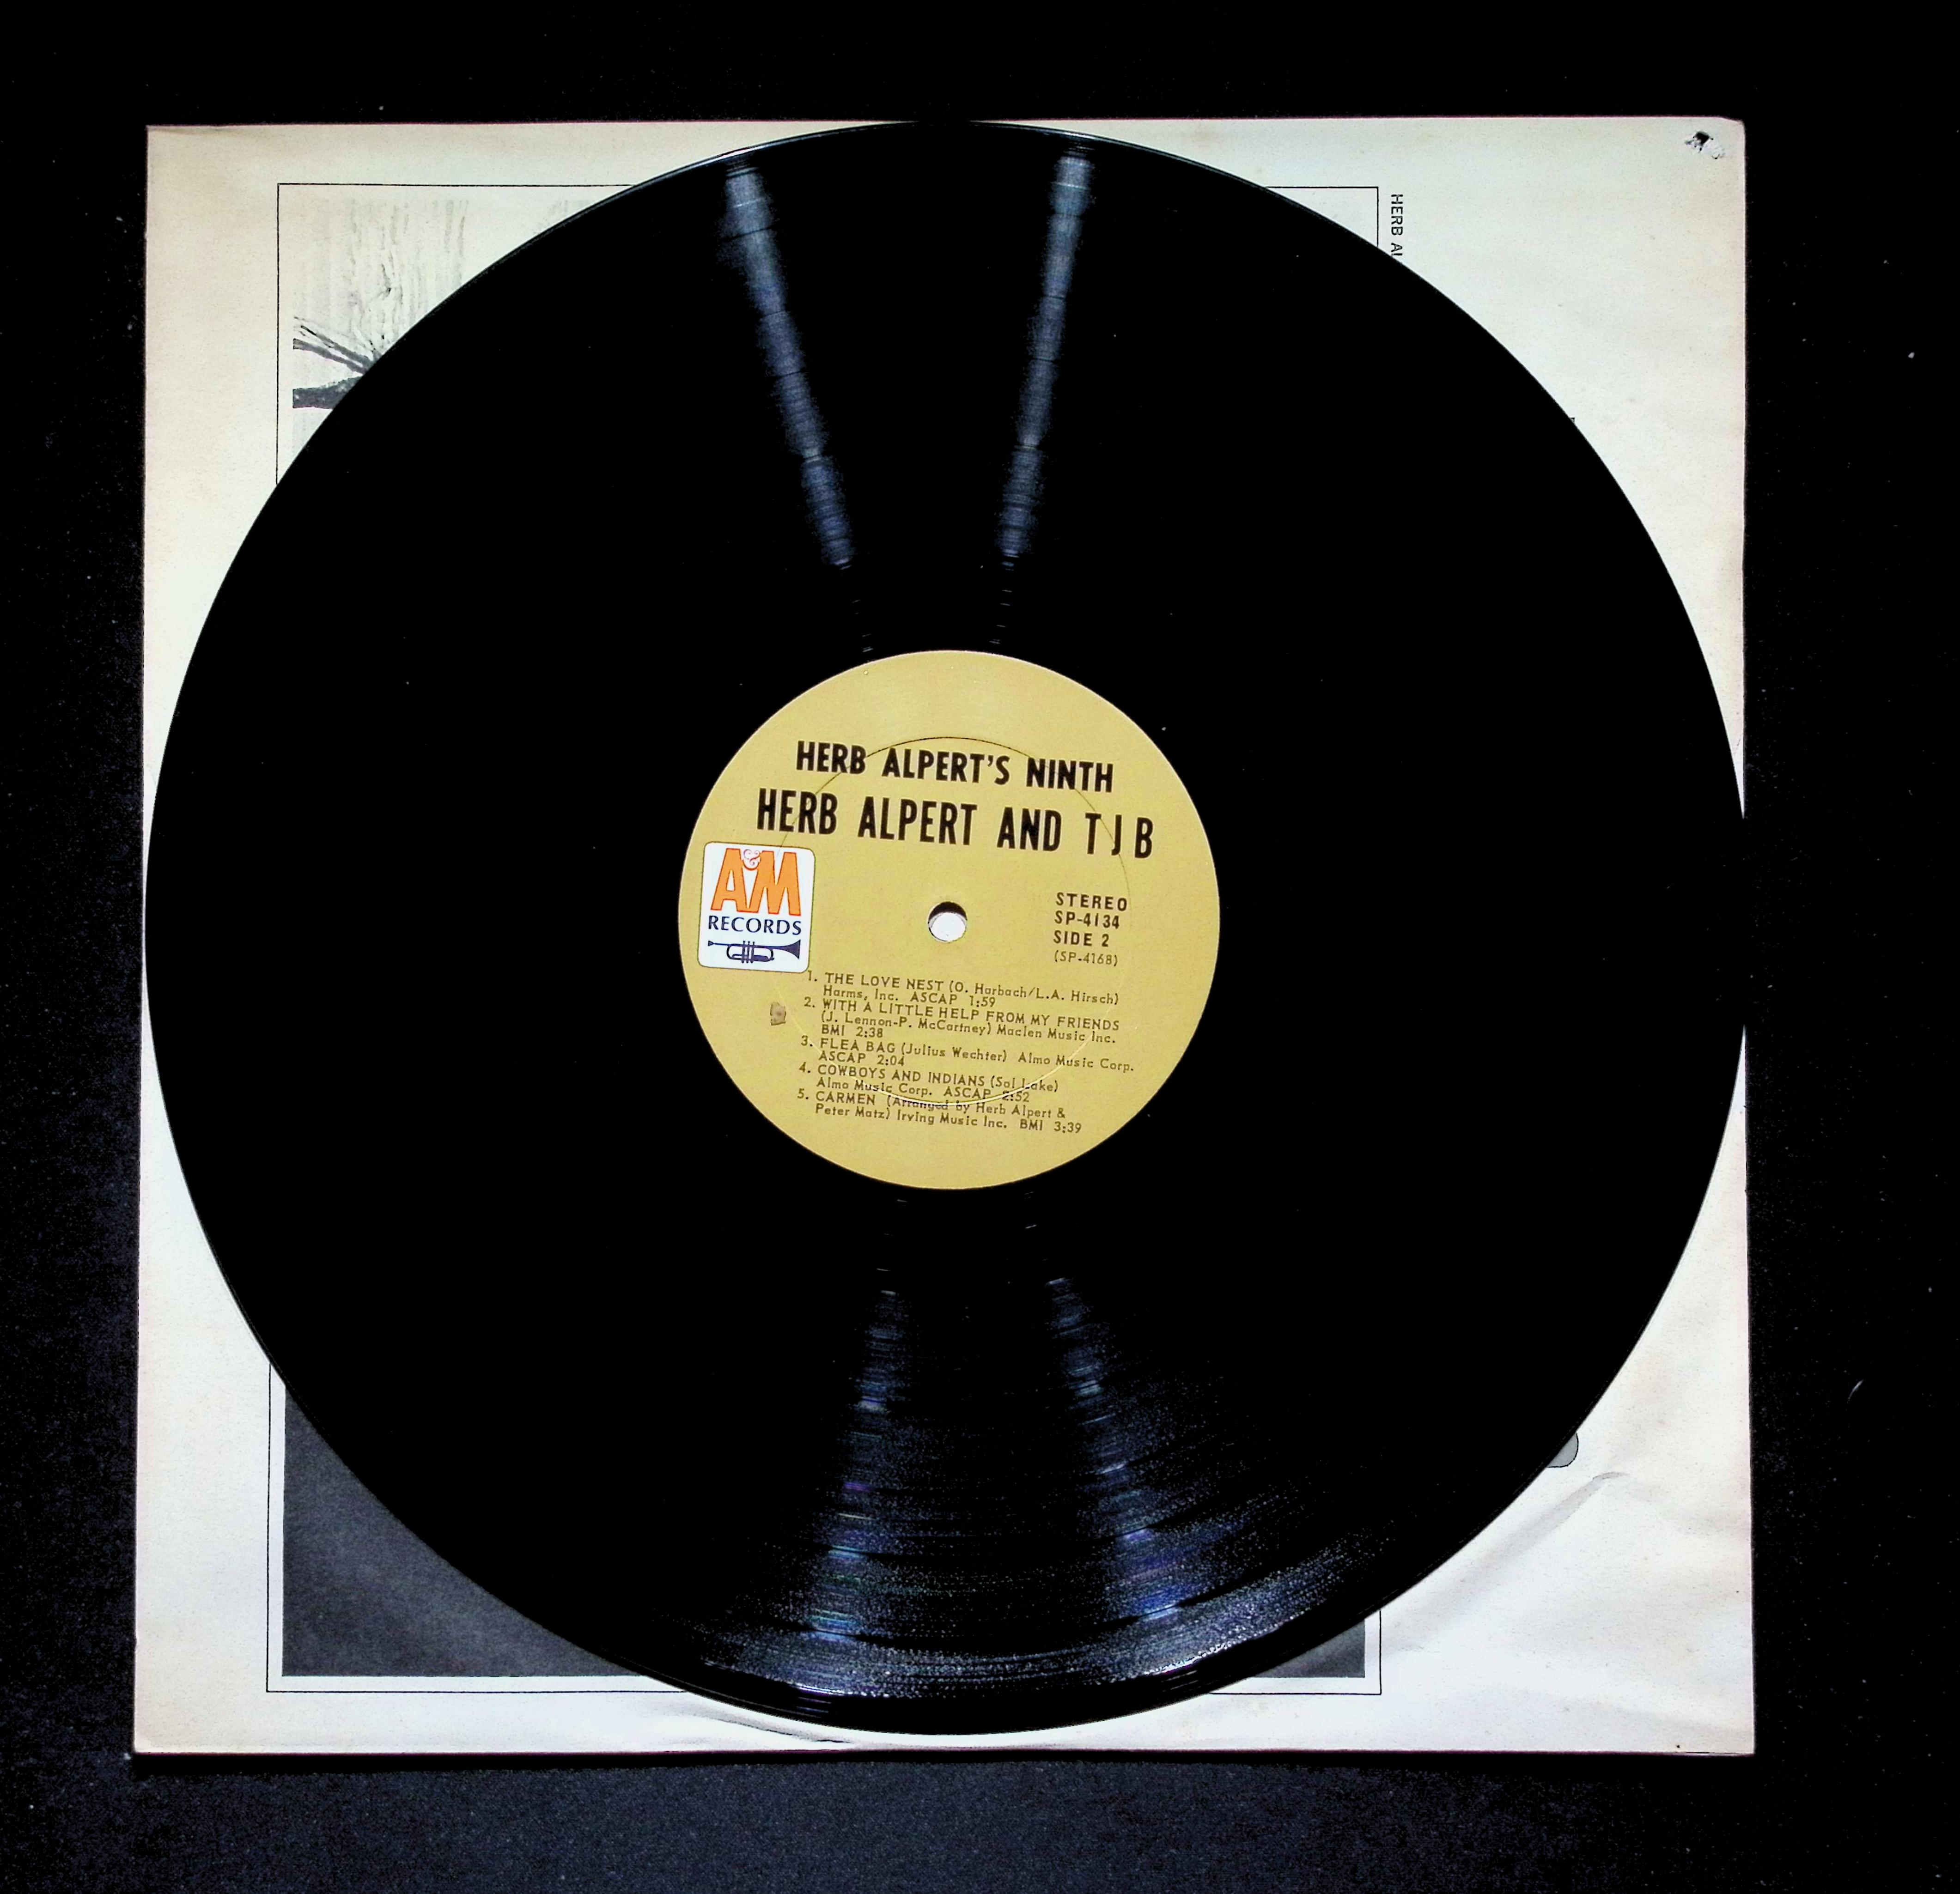 HERB AL
HERB ALPERT'S NINTH
HERB ALPERT AND TJB
A&M
RECORDS
STEREO
SP-4134
SIDE 2
(SP-4168)
1. THE LOVE NEST (O. Harbach/L.A. Hirsch)
Harms, Inc. ASCAP 1:59
2. WITH A LITTLE HELP FROM MY FRIENDS
(J. Lennon-P. McCartney) Maclen Music Inc.
BMI 2:38
3. FLEA BAG (Julius Wechter) Almo Music Corp.
ASCAP 2:04
4. COWBOYS AND INDIANS (Sol Lake)
Almo Music Corp. ASCAP 2:52
5. CARMEN (Arranged by Herb Alpert &
Peter Matz) Irving Music Inc. BMI 3:39